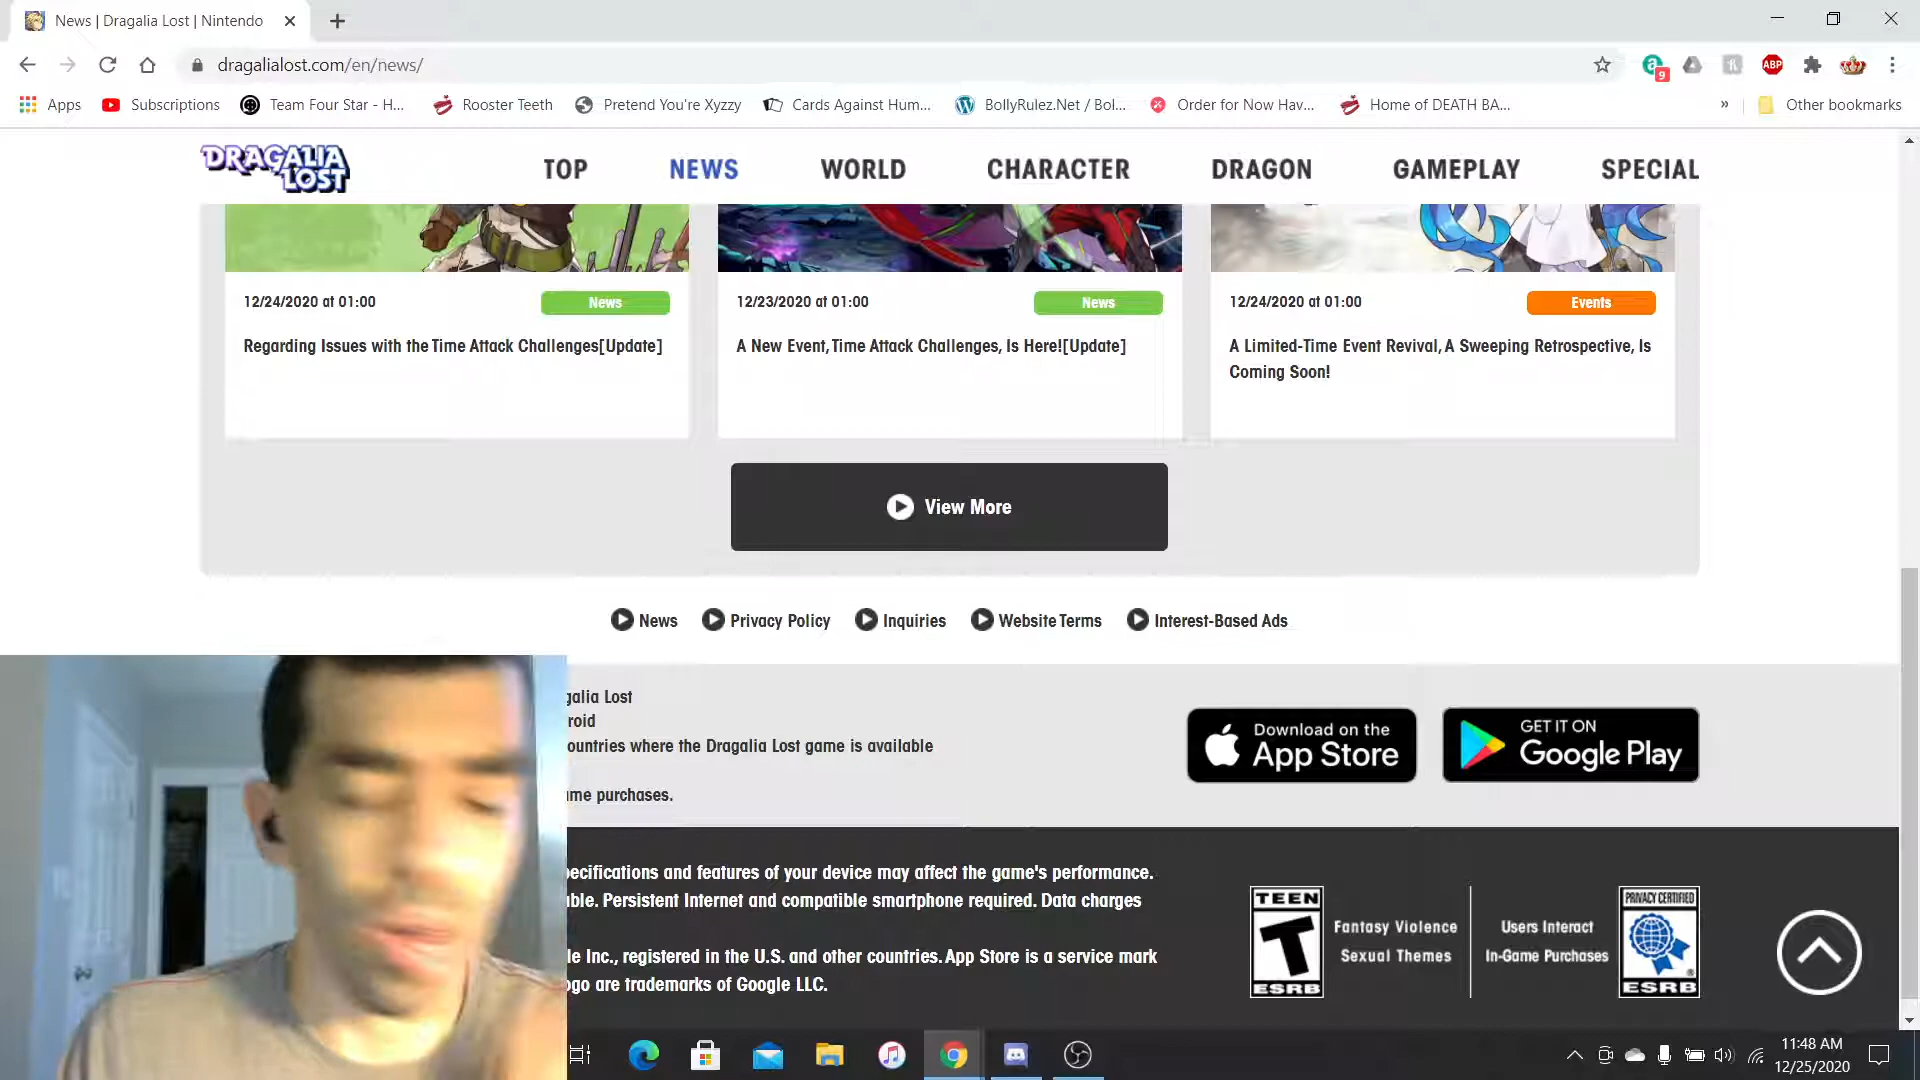 News | Dragalia Lost | Nintendo
dragalialost.com/en/news/
9
ABP
Apps
Subscriptions
Team Four Star - H...
Rooster Teeth
Pretend You're Xyzzy
Cards Against Hum...
BollyRulez.Net / Bol...
Order for Now Hav...
Home of DEATH BA...
»
Other bookmarks
DRAGALIA LOST
TOP
NEWS
WORLD
CHARACTER
DRAGON
GAMEPLAY
SPECIAL
12/24/2020 at 01:00
News
Regarding Issues with the Time Attack Challenges[Update]
12/23/2020 at 01:00
News
A New Event, Time Attack Challenges, Is Here![Update]
12/24/2020 at 01:00
Events
A Limited-Time Event Revival, A Sweeping Retrospective, Is
Coming Soon!
View More
News
Privacy Policy
Inquiries
Website Terms
Interest-Based Ads
galia Lost
roid
ountries where the Dragalia Lost game is available
me purchases.
Download on the
App Store
GET IT ON
Google Play
pecifications and features of your device may affect the game's performance.
ble. Persistent Internet and compatible smartphone required. Data charges
le Inc., registered in the U.S. and other countries. App Store is a service mark
ogo are trademarks of Google LLC.
TEEN
T
ESRB
Fantasy Violence
Sexual Themes
Users Interact
In-Game Purchases
PRIVACY CERTIFIED
ESRB
11:48 AM
12/25/2020